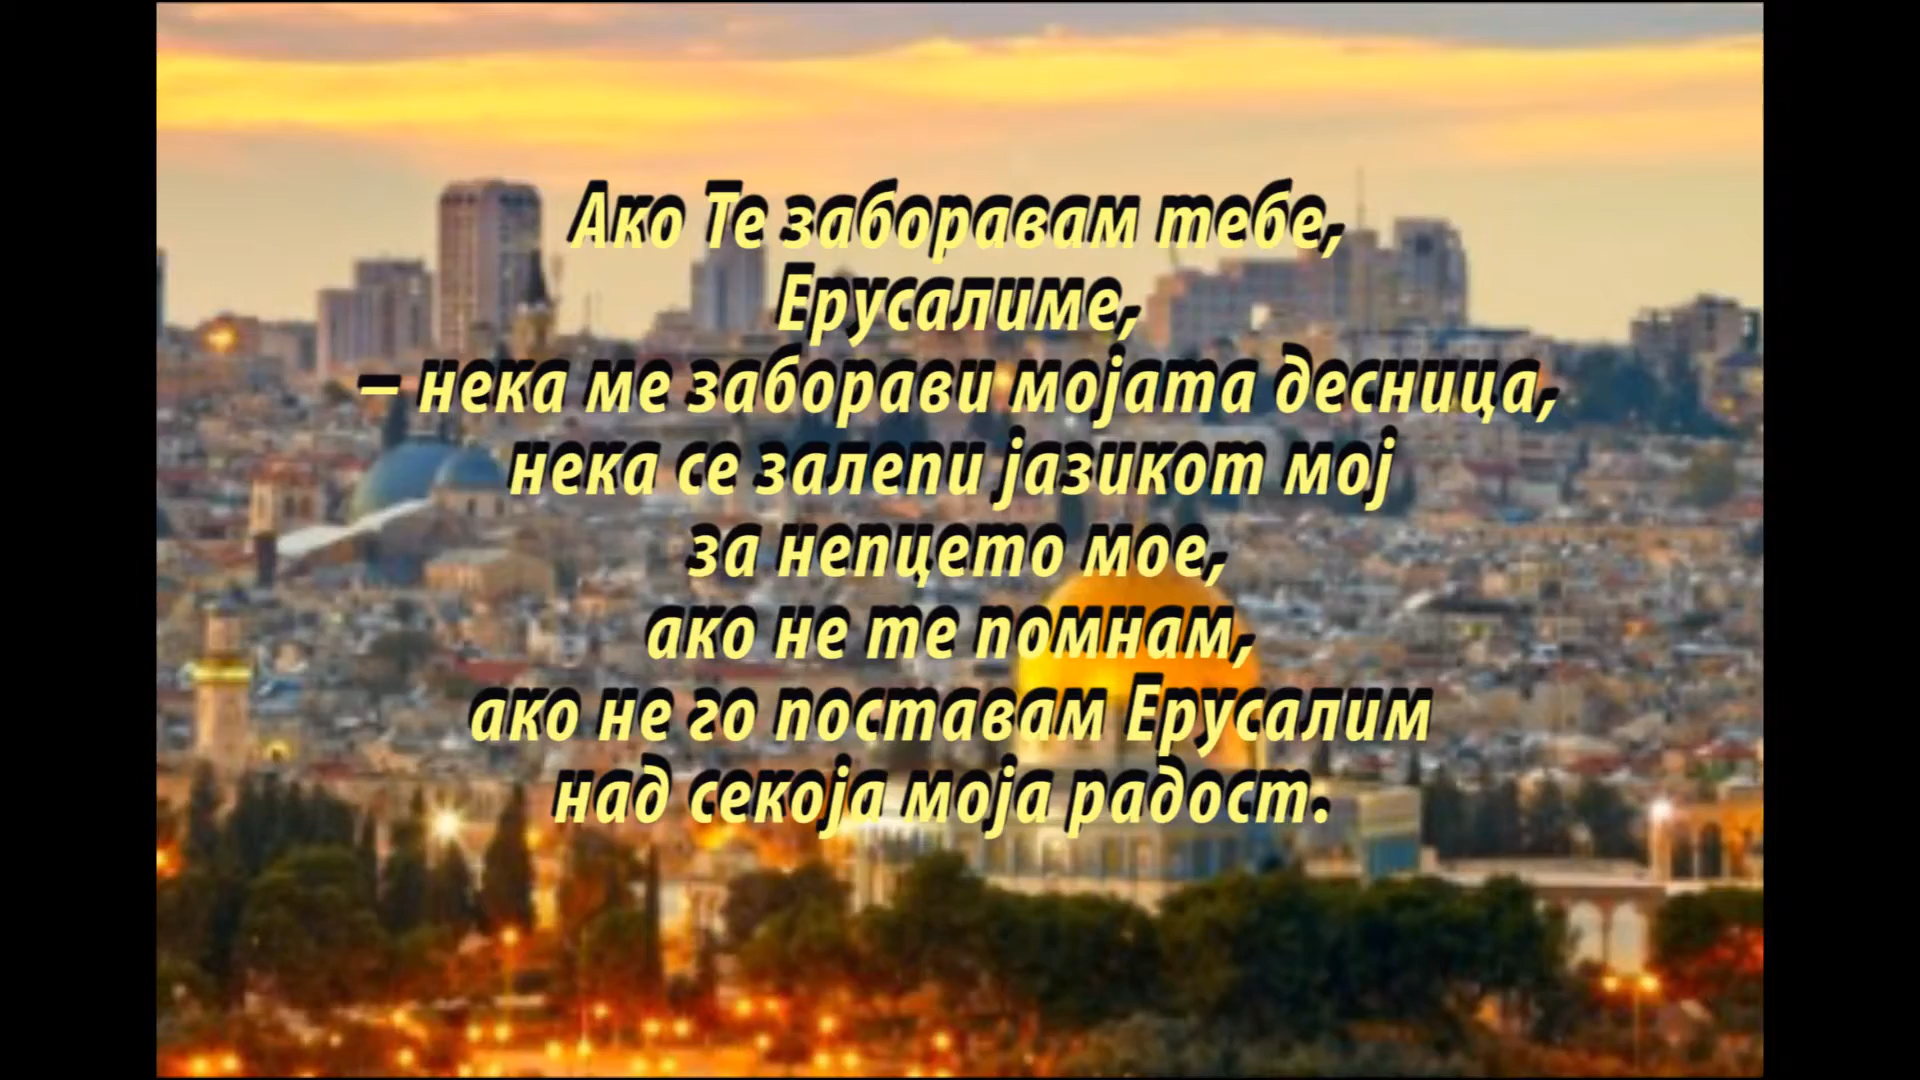 Ако Те заборавам тебе,
Ерусалиме,
– нека ме заборави мојата десница,
нека се залепи јазикот мој
за непцето мое,
ако не те помнам,
ако не го поставам Ерусалим
над секоја моја радост.